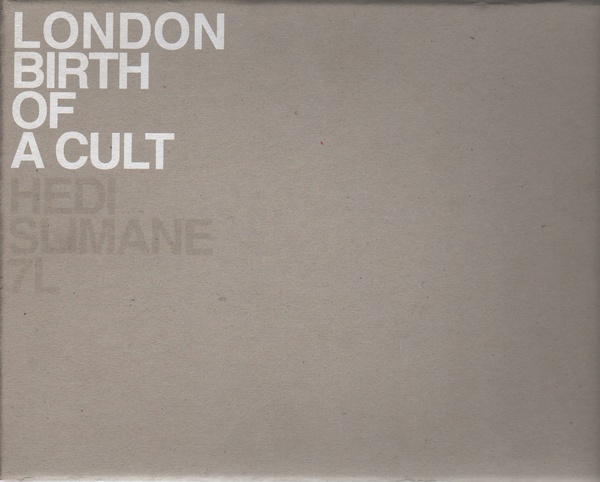 LONDON
BIRTH
OF
A CULT
HEDI
SLIMANE
7L